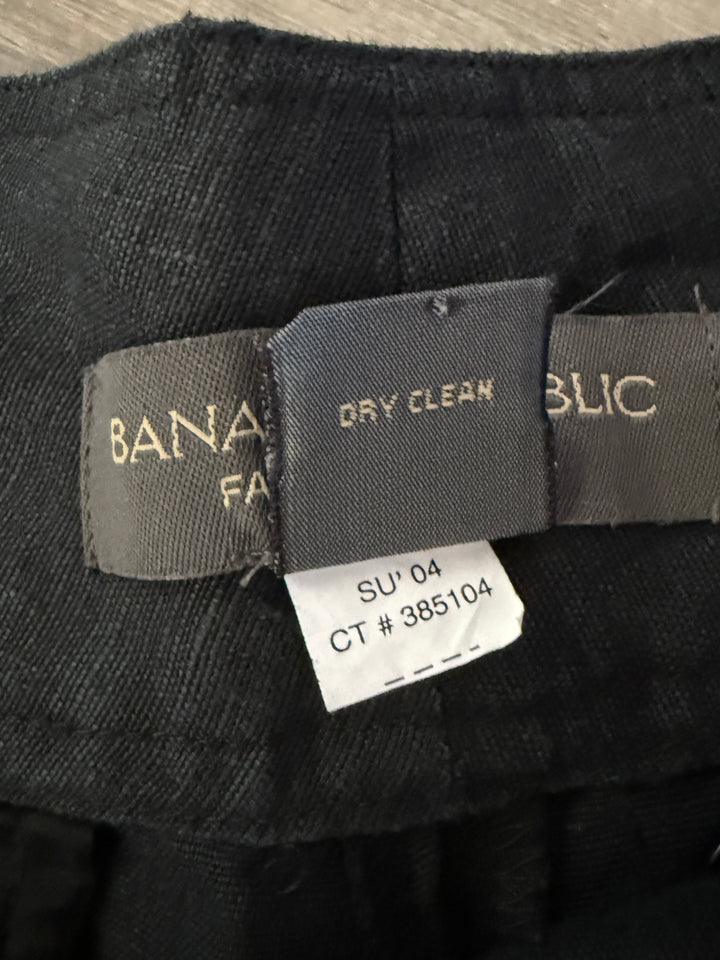 BANA BLIC
FA
DRY CLEAN
SU' 04
CT # 385104